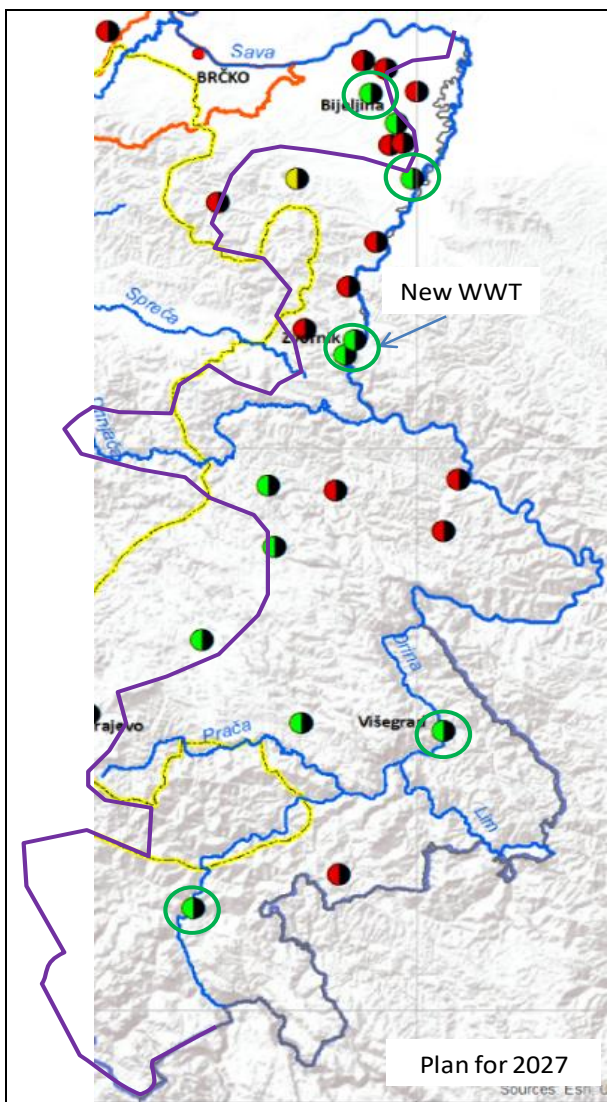 Sava
BRČKO
Bijeljina
New WWT
Spreča
Zvornik
Drina
Višegrad
Prača
Lim
Plan for 2027
Sources: Esri,